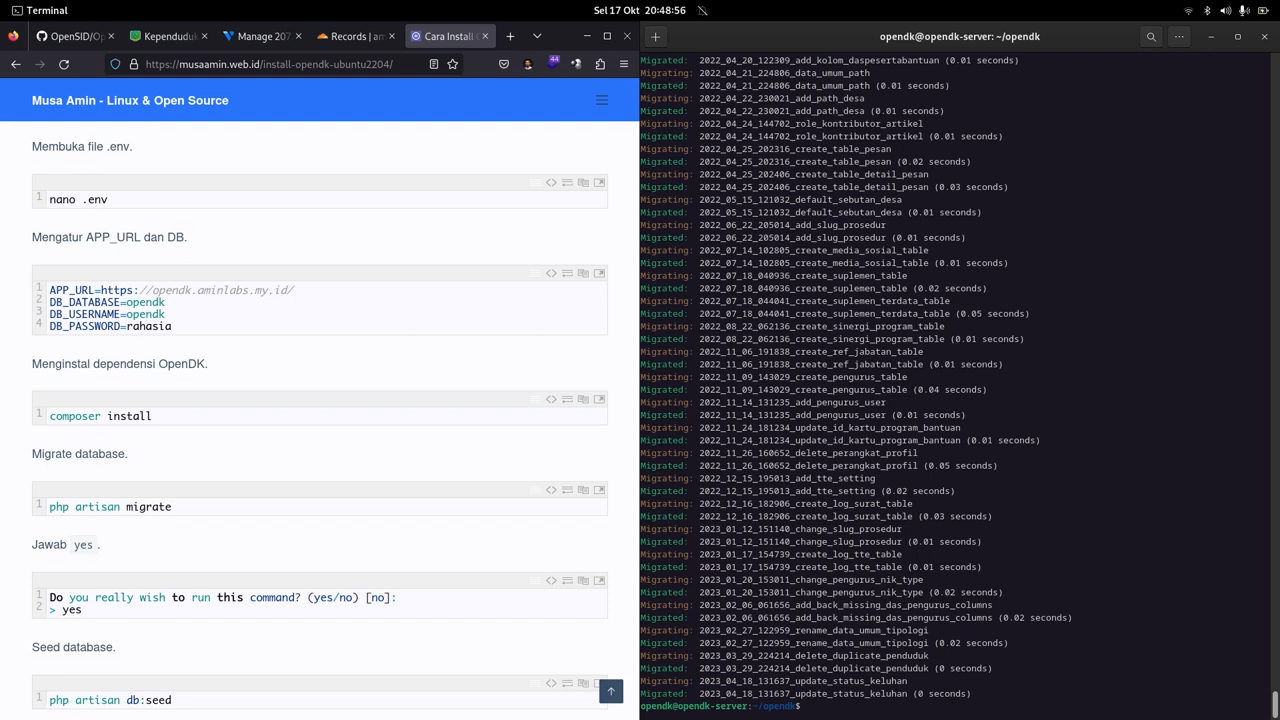 Terminal
Sel 17 Okt 20:48:56
OpenSID/Op
Kependuduk
Manage 207
Records | am
Cara Install O
https://musaamin.web.id/install-opendk-ubuntu2204/
Musa Amin - Linux & Open Source
Membuka file .env.
1 nano .env
Mengatur APP_URL dan DB.
1 APP_URL=https://opendk.aminlabs.my.id/
2 DB_DATABASE=opendk
3 DB_USERNAME=opendk
4 DB_PASSWORD=rahasia
Menginstal dependensi OpenDK.
1 composer install
Migrate database.
1 php artisan migrate
Jawab yes .
1 Do you really wish to run this command? (yes/no) [no]:
2 > yes
Seed database.
1 php artisan db:seed
opendk@opendk-server: ~/opendk
Migrated: 2022_04_20_122309_add_kolom_daspesertabantuan (0.01 seconds)
Migrating: 2022_04_21_224806_data_umum_path
Migrated: 2022_04_21_224806_data_umum_path (0.01 seconds)
Migrating: 2022_04_22_230021_add_path_desa
Migrated: 2022_04_22_230021_add_path_desa (0.01 seconds)
Migrating: 2022_04_24_144702_role_kontributor_artikel
Migrated: 2022_04_24_144702_role_kontributor_artikel (0.01 seconds)
Migrating: 2022_04_25_202316_create_table_pesan
Migrated: 2022_04_25_202316_create_table_pesan (0.02 seconds)
Migrating: 2022_04_25_202406_create_table_detail_pesan
Migrated: 2022_04_25_202406_create_table_detail_pesan (0.03 seconds)
Migrating: 2022_05_15_121032_default_sebutan_desa
Migrated: 2022_05_15_121032_default_sebutan_desa (0.01 seconds)
Migrating: 2022_06_22_205014_add_slug_prosedur
Migrated: 2022_06_22_205014_add_slug_prosedur (0.01 seconds)
Migrating: 2022_07_14_102805_create_media_sosial_table
Migrated: 2022_07_14_102805_create_media_sosial_table (0.01 seconds)
Migrating: 2022_07_18_040936_create_suplemen_table
Migrated: 2022_07_18_040936_create_suplemen_table (0.02 seconds)
Migrating: 2022_07_18_044041_create_suplemen_terdata_table
Migrated: 2022_07_18_044041_create_suplemen_terdata_table (0.05 seconds)
Migrating: 2022_08_22_062136_create_sinergi_program_table
Migrated: 2022_08_22_062136_create_sinergi_program_table (0.01 seconds)
Migrating: 2022_11_06_191838_create_ref_jabatan_table
Migrated: 2022_11_06_191838_create_ref_jabatan_table (0.01 seconds)
Migrating: 2022_11_09_143029_create_pengurus_table
Migrated: 2022_11_09_143029_create_pengurus_table (0.04 seconds)
Migrating: 2022_11_14_131235_add_pengurus_user
Migrated: 2022_11_14_131235_add_pengurus_user (0.01 seconds)
Migrating: 2022_11_24_181234_update_id_kartu_program_bantuan
Migrated: 2022_11_24_181234_update_id_kartu_program_bantuan (0.01 seconds)
Migrating: 2022_11_26_160652_delete_perangkat_profil
Migrated: 2022_11_26_160652_delete_perangkat_profil (0.05 seconds)
Migrating: 2022_12_15_195013_add_tte_setting
Migrated: 2022_12_15_195013_add_tte_setting (0.02 seconds)
Migrating: 2022_12_16_182906_create_log_surat_table
Migrated: 2022_12_16_182906_create_log_surat_table (0.03 seconds)
Migrating: 2023_01_12_151140_change_slug_prosedur
Migrated: 2023_01_12_151140_change_slug_prosedur (0.01 seconds)
Migrating: 2023_01_17_154739_create_log_tte_table
Migrated: 2023_01_17_154739_create_log_tte_table (0.01 seconds)
Migrating: 2023_01_20_153011_change_pengurus_nik_type
Migrated: 2023_01_20_153011_change_pengurus_nik_type (0.02 seconds)
Migrating: 2023_02_06_061656_add_back_missing_das_pengurus_columns
Migrated: 2023_02_06_061656_add_back_missing_das_pengurus_columns (0.02 seconds)
Migrating: 2023_02_27_122959_rename_data_umum_tipologi
Migrated: 2023_02_27_122959_rename_data_umum_tipologi (0.02 seconds)
Migrating: 2023_03_29_224214_delete_duplicate_penduduk
Migrated: 2023_03_29_224214_delete_duplicate_penduduk (0 seconds)
Migrating: 2023_04_18_131637_update_status_keluhan
Migrated: 2023_04_18_131637_update_status_keluhan (0 seconds)
opendk@opendk-server:~/opendk$